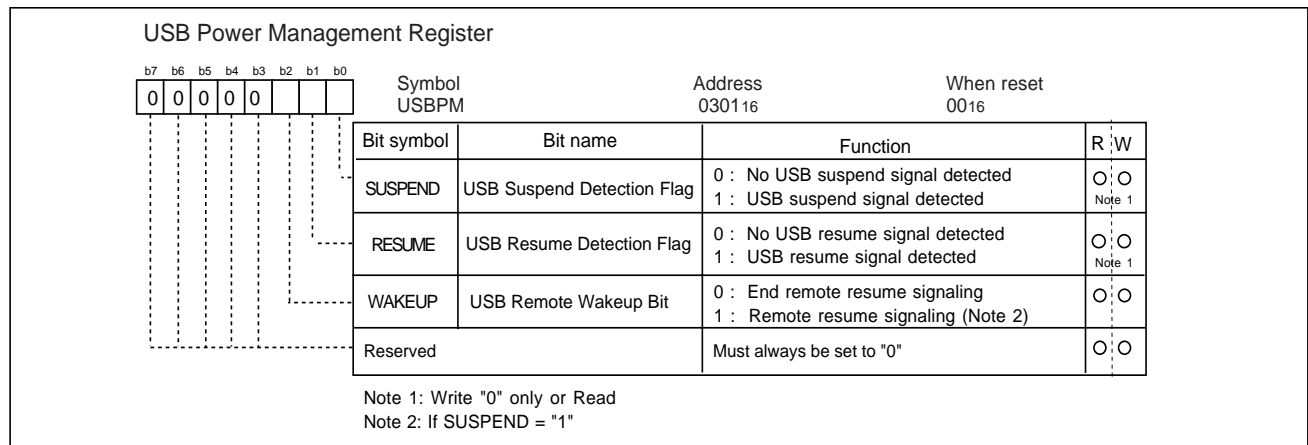 USB Power Management Register
b7 b6 b5 b4 b3 b2 b1 b0
0 0 0 0 0
Symbol Address When reset
USBPM 030116 0016
Bit symbol Bit name Function R W
SUSPEND USB Suspend Detection Flag 0 : No USB suspend signal detected
1 : USB suspend signal detected
Note 1
RESUME USB Resume Detection Flag 0 : No USB resume signal detected
1 : USB resume signal detected
Note 1
WAKEUP USB Remote Wakeup Bit 0 : End remote resume signaling
1 : Remote resume signaling (Note 2)
Reserved Must always be set to "0"
Note 1: Write "0" only or Read
Note 2: If SUSPEND = "1"